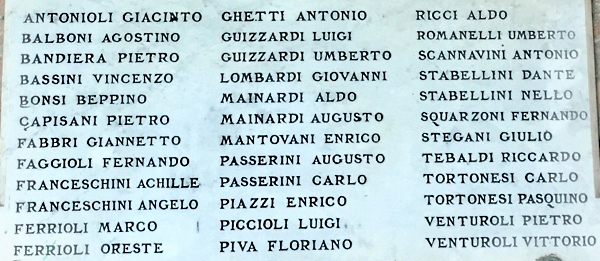 ANTONIOLI GIACINTO
BALBONI AGOSTINO
BANDIERA PIETRO
BASSINI VINCENZO
BONSI BEPPINO
CAPISANI PIETRO
FABBRI GIANNETTO
FAGGIOLI FERNANDO
FRANCESCHINI ACHILLE
FRANCESCHINI ANGELO
FERRIOLI MARCO
FERRIOLI ORESTE
GHETTI ANTONIO
GUIZZARDI LUIGI
GUIZZARDI UMBERTO
LOMBARDI GIOVANNI
MAINARDI ALDO
MAINARDI AUGUSTO
MANTOVANI ENRICO
PASSERINI AUGUSTO
PASSERINI CARLO
PIAZZI ENRICO
PICCIOLI LUIGI
PIVA FLORIANO
RICCI ALDO
ROMANELLI UMBERTO
SCANNAVINI ANTONIO
STABELLINI DANTE
STABELLINI NELLO
SQUARZONI FERNANDO
STEGANI GIULIO
TEBALDI RICCARDO
TORTONESI CARLO
TORTONESI PASQUINO
VENTUROLI PIETRO
VENTUROLI VITTORIO